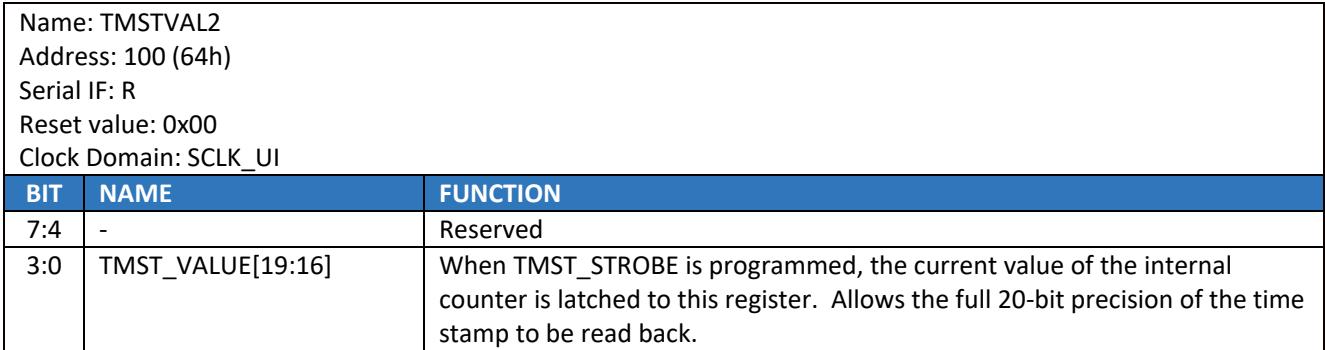 Name: TMSTVAL2
Address: 100 (64h)
Serial IF: R
Reset value: 0x00
Clock Domain: SCLK_UI
BIT NAME FUNCTION
7:4 - Reserved
3:0 TMST_VALUE[19:16] When TMST_STROBE is programmed, the current value of the internal
counter is latched to this register.  Allows the full 20-bit precision of the time
stamp to be read back.